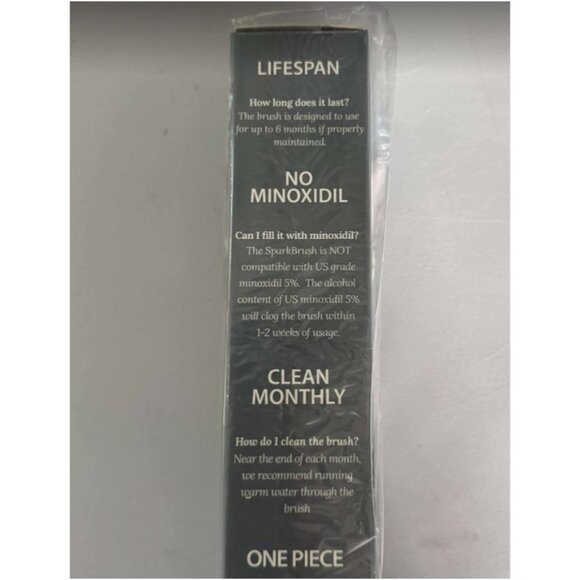 LIFESPAN
How long does it last?
The brush is designed to use
for up to 6 months if properly
maintained.
NO
MINOXIDIL
Can I fill it with minoxidil?
The SparkBrush is NOT
compatible with US grade
minoxidil 5%. The alcohol
content of US minoxidil 5%
will clog the brush within
1-2 weeks of usage.
CLEAN
MONTHLY
How do I clean the brush?
Near the end of each month,
we recommend running
warm water through the
brush
ONE PIECE